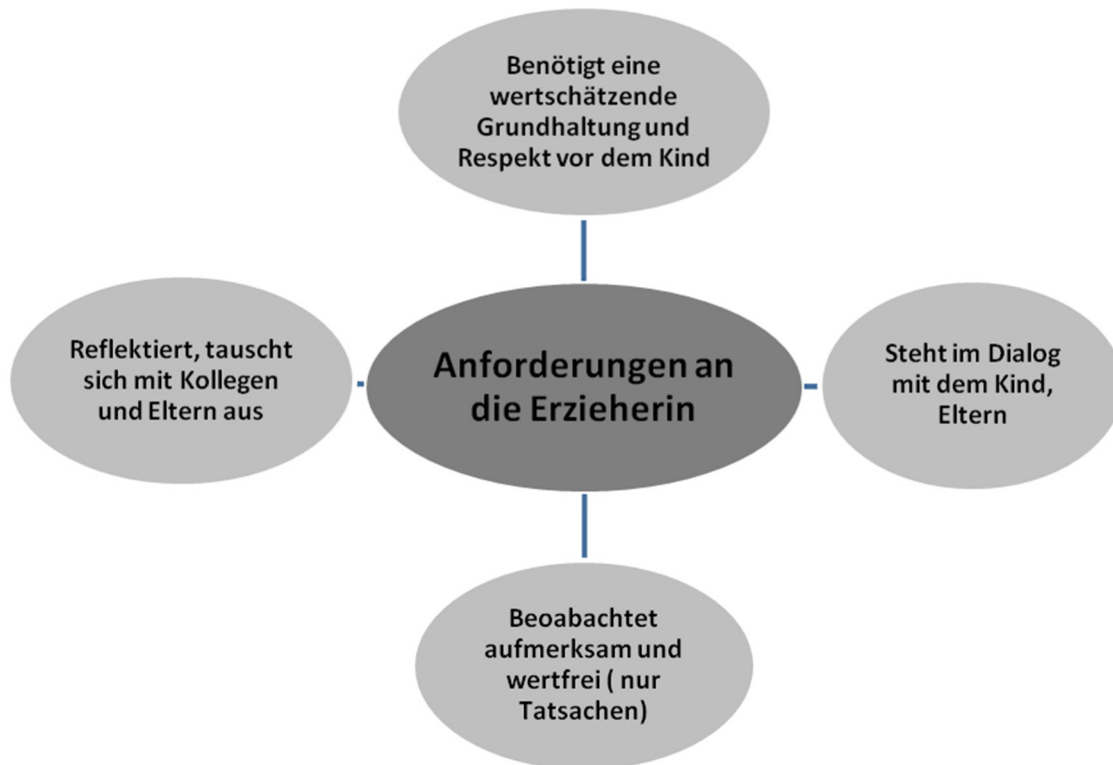 Benötigt eine
wertschätzende
Grundhaltung und
Respekt vor dem Kind
Reflektiert, tauscht
sich mit Kollegen
und Eltern aus
Anforderungen an
die Erzieherin
Steht im Dialog
mit dem Kind,
Eltern
Beoabachtet
aufmerksam und
wertfrei ( nur
Tatsachen)